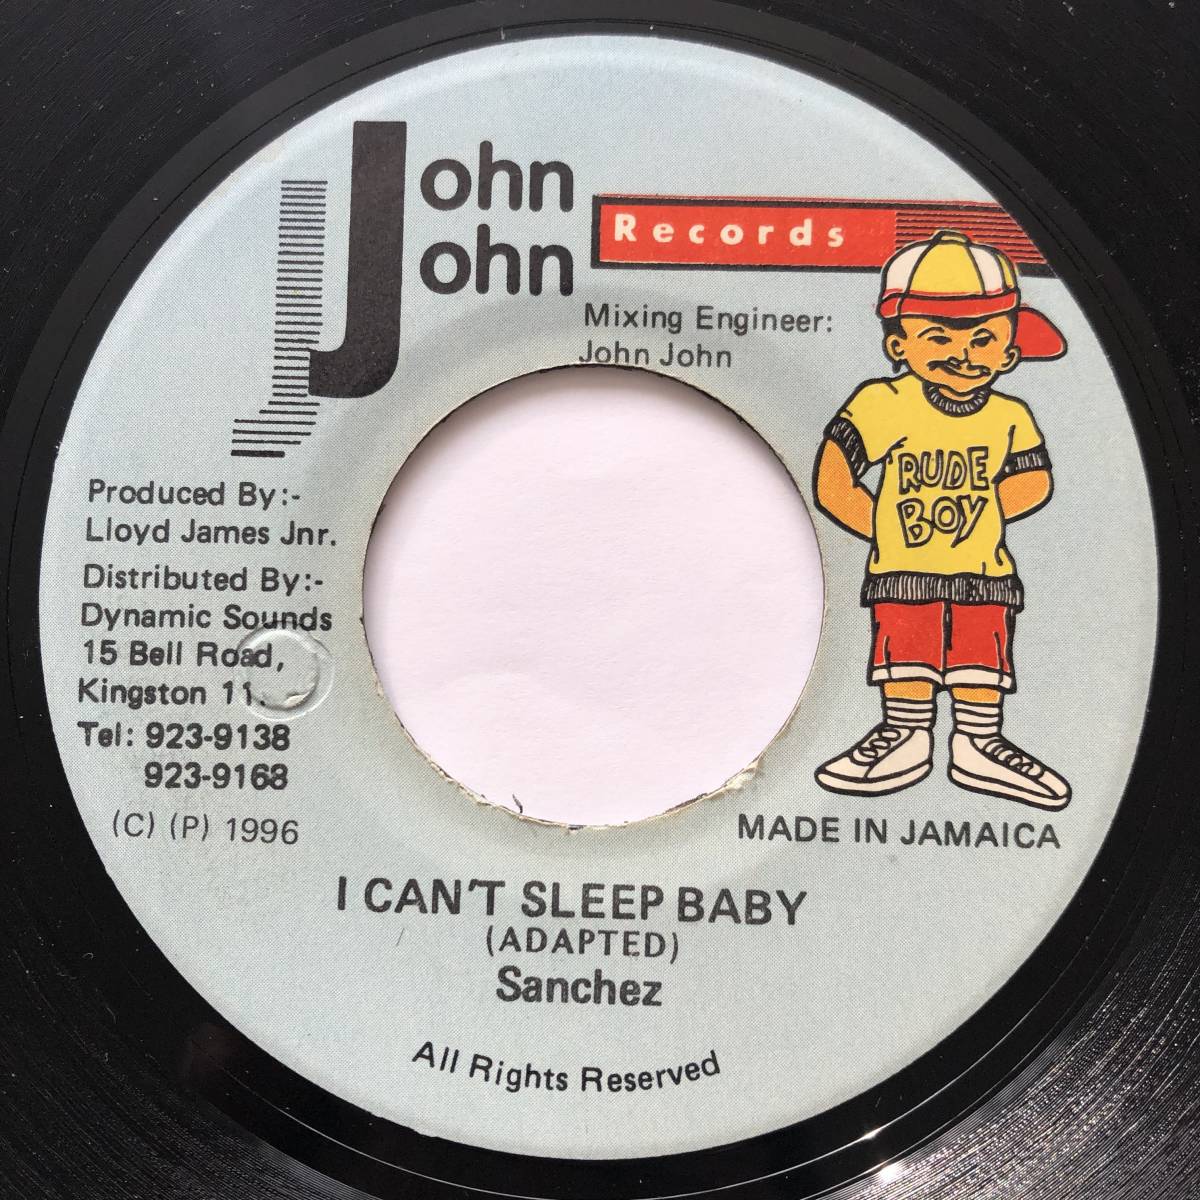 John
John
Records
Mixing Engineer:
John John
RUDE
BOY
Produced By:-
Lloyd James Jnr.
Distributed By:-
Dynamic Sounds
15 Bell Road,
Kingston 11.
Tel: 923-9138
923-9168
(C) (P) 1996
MADE IN JAMAICA
I CAN'T SLEEP BABY
(ADAPTED)
Sanchez
All Rights Reserved